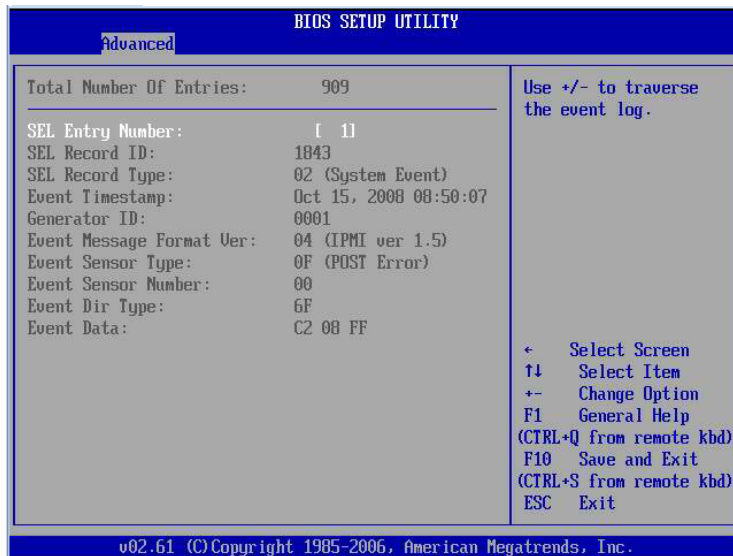 BIOS SETUP UTILITY
Advanced
Total Number Of Entries: 909
SEL Entry Number: [ 1]
SEL Record ID: 1843
SEL Record Type: 02 (System Event)
Event Timestamp: Oct 15, 2008 08:50:07
Generator ID: 0001
Event Message Format Ver: 04 (IPMI ver 1.5)
Event Sensor Type: 0F (POST Error)
Event Sensor Number: 00
Event Dir Type: 6F
Event Data: C2 08 FF
Use +/- to traverse
the event log.
← Select Screen
↑↓ Select Item
+- Change Option
F1 General Help
(CTRL+Q from remote kbd)
F10 Save and Exit
(CTRL+S from remote kbd)
ESC Exit
v02.61 (C)Copyright 1985-2006, American Megatrends, Inc.